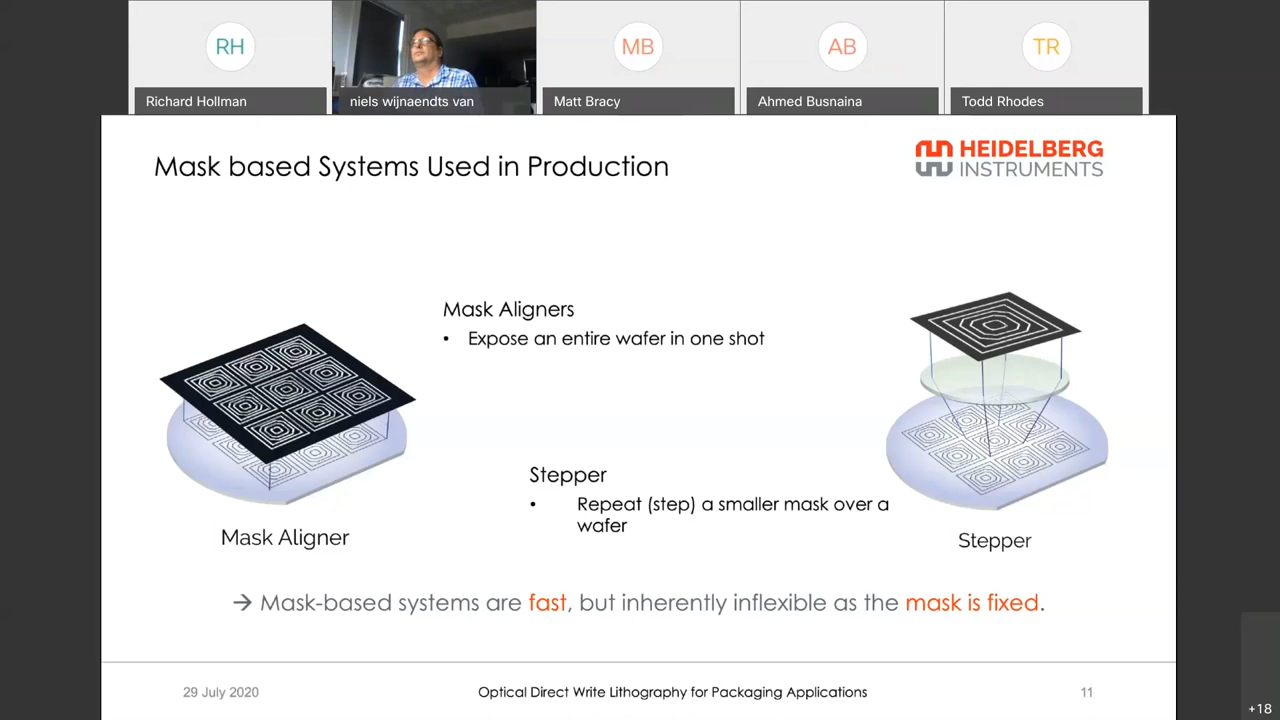 RH
MB
AB
TR
Richard Hollman
niels wijnaendts van
Matt Bracy
Ahmed Busnaina
Todd Rhodes
Mask based Systems Used in Production
HEIDELBERG
INSTRUMENTS
Mask Aligners
• Expose an entire wafer in one shot
Stepper
• Repeat (step) a smaller mask over a
wafer
Mask Aligner
Stepper
→ Mask-based systems are fast, but inherently inflexible as the mask is fixed.
29 July 2020
Optical Direct Write Lithography for Packaging Applications
11
+18